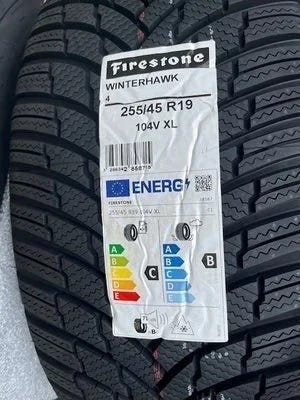 Firestone
WINTERHAWK
4
255/45 R19
104V XL
ENERG
FIRESTONE
255/45 R19 104V XL
A
B
C
D
E
C
A
B
C
D
E
B
B